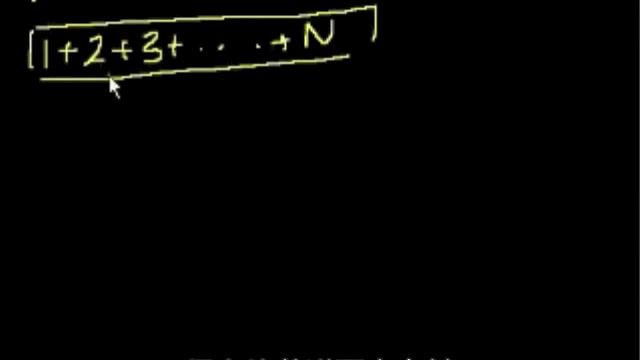 1+2+3+ . . . . + N